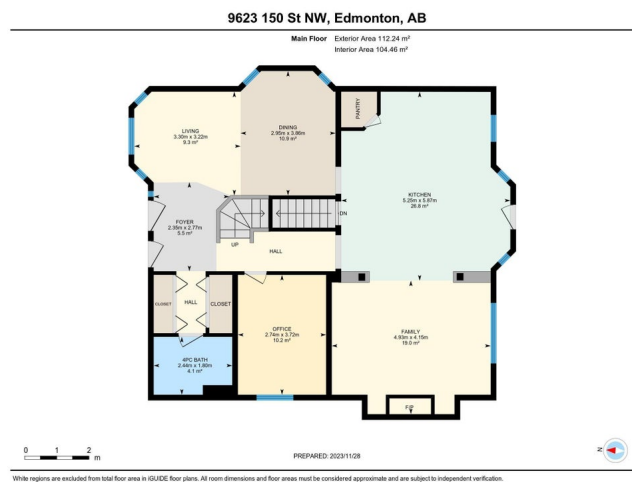 9623 150 St NW, Edmonton, AB
Main Floor Exterior Area 112.24 m²
Interior Area 104.46 m²
PANTRY
LIVING
3.30m x 3.22m
9.3 m²
DINING
2.95m x 3.86m
10.9 m²
KITCHEN
5.25m x 5.87m
26.8 m²
FOYER
2.35m x 2.77m
5.5 m²
DN
UP
HALL
CLOSET
HALL
CLOSET
OFFICE
2.74m x 3.72m
10.2 m²
FAMILY
4.93m x 4.15m
19.0 m²
4PC BATH
2.44m x 1.86m
4.1 m²
F/P
0 1 2 m
PREPARED: 2023/11/28
N
White regions are excluded from total floor area in iGUIDE floor plans. All room dimensions and floor areas must be considered approximate and are subject to independent verification.